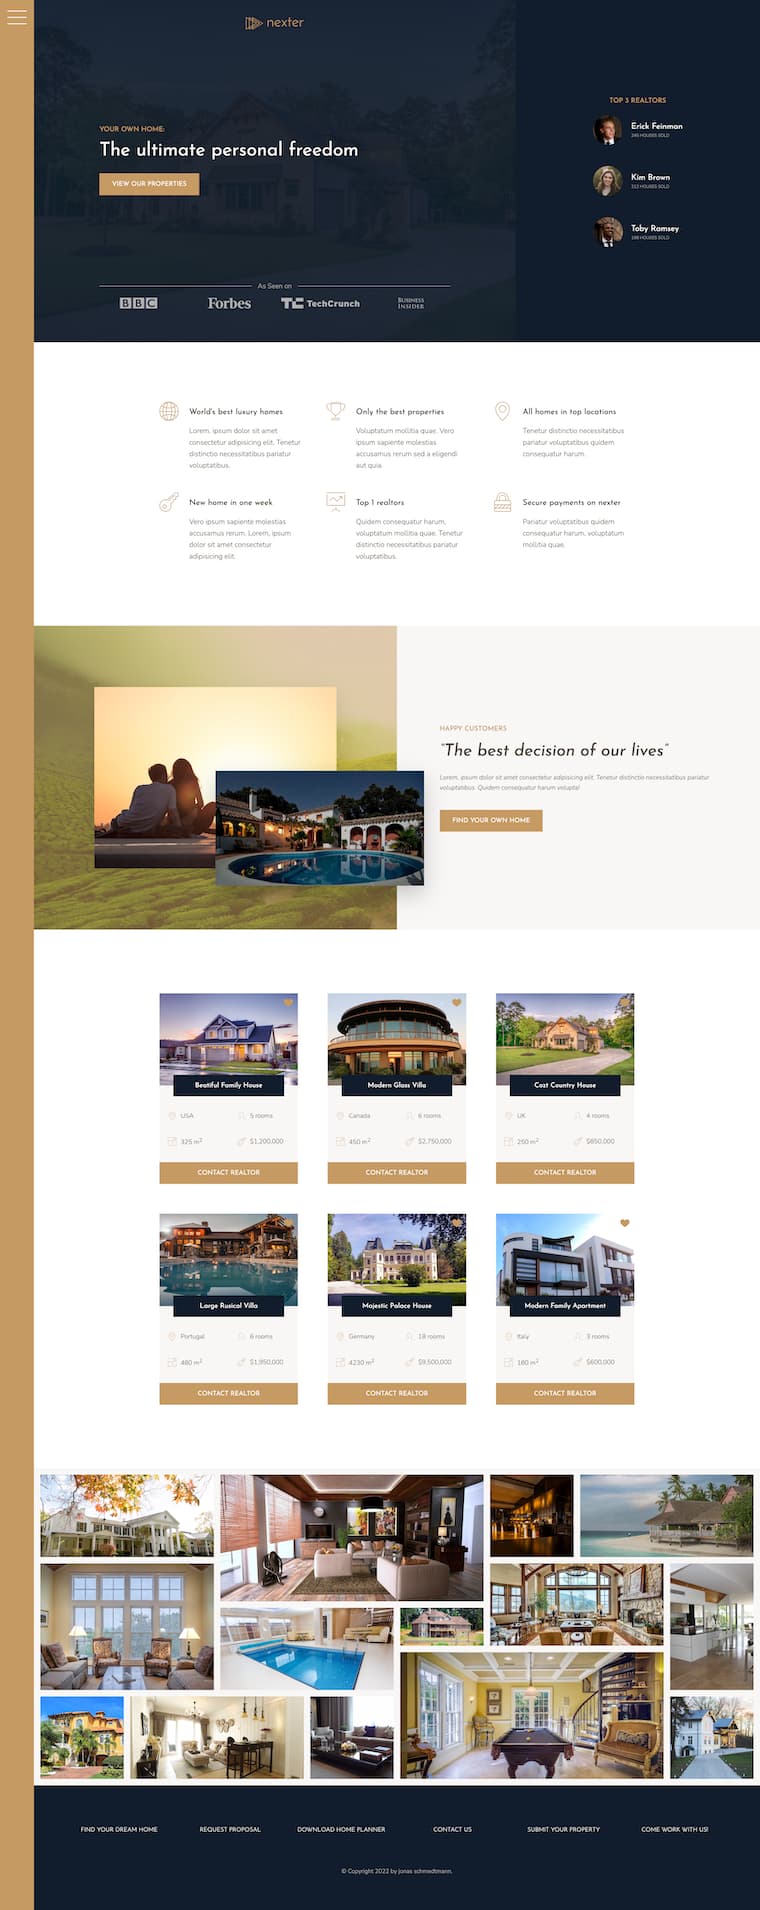 nexter
YOUR OWN HOME:
The ultimate personal freedom
VIEW OUR PROPERTIES
As Seen on
BBC
Forbes
TechCrunch
BUSINESS
INSIDER
TOP 3 REALTORS
Erick Feinman
245 HOUSES SOLD
Kim Brown
212 HOUSES SOLD
Toby Ramsey
198 HOUSES SOLD
World's best luxury homes
Lorem, ipsum dolor sit amet
consectetur adipisicing elit. Tenetur
distinctio necessitatibus pariatur
voluptatibus.
Only the best properties
Voluptatum mollitia quae. Vero
ipsum sapiente molestias
accusamus rerum sed a eligendi
aut quia.
All homes in top locations
Tenetur distinctio necessitatibus
pariatur voluptatibus quidem
consequatur harum.
New home in one week
Vero ipsum sapiente molestias
accusamus rerum. Lorem, ipsum
dolor sit amet consectetur
adipisicing elit.
Top 1 realtors
Quidem consequatur harum,
voluptatum mollitia quae. Tenetur
distinctio necessitatibus pariatur
voluptatibus.
Secure payments on nexter
Pariatur voluptatibus quidem
consequatur harum, voluptatum
mollitia quae.
HAPPY CUSTOMERS
“The best decision of our lives”
Lorem, ipsum dolor sit amet consectetur adipisicing elit. Tenetur distinctio necessitatibus pariatur
voluptatibus. Quidem consequatur harum volupta!
FIND YOUR OWN HOME
Beatiful Family House
USA
5 rooms
325 m²
$1,200,000
CONTACT REALTOR
Modern Glass Villa
Canada
6 rooms
450 m²
$2,750,000
CONTACT REALTOR
Cozt Country House
UK
4 rooms
250 m²
$850,000
CONTACT REALTOR
Large Rusical Villa
Portugal
6 rooms
480 m²
$1,950,000
CONTACT REALTOR
Majestic Palace House
Germany
18 rooms
4230 m²
$9,500,000
CONTACT REALTOR
Modern Family Apartment
Italy
3 rooms
180 m²
$600,000
CONTACT REALTOR
FIND YOUR DREAM HOME
REQUEST PROPOSAL
DOWNLOAD HOME PLANNER
CONTACT US
SUBMIT YOUR PROPERTY
COME WORK WITH US!
© Copyright 2022 by jonas schmedtmann.